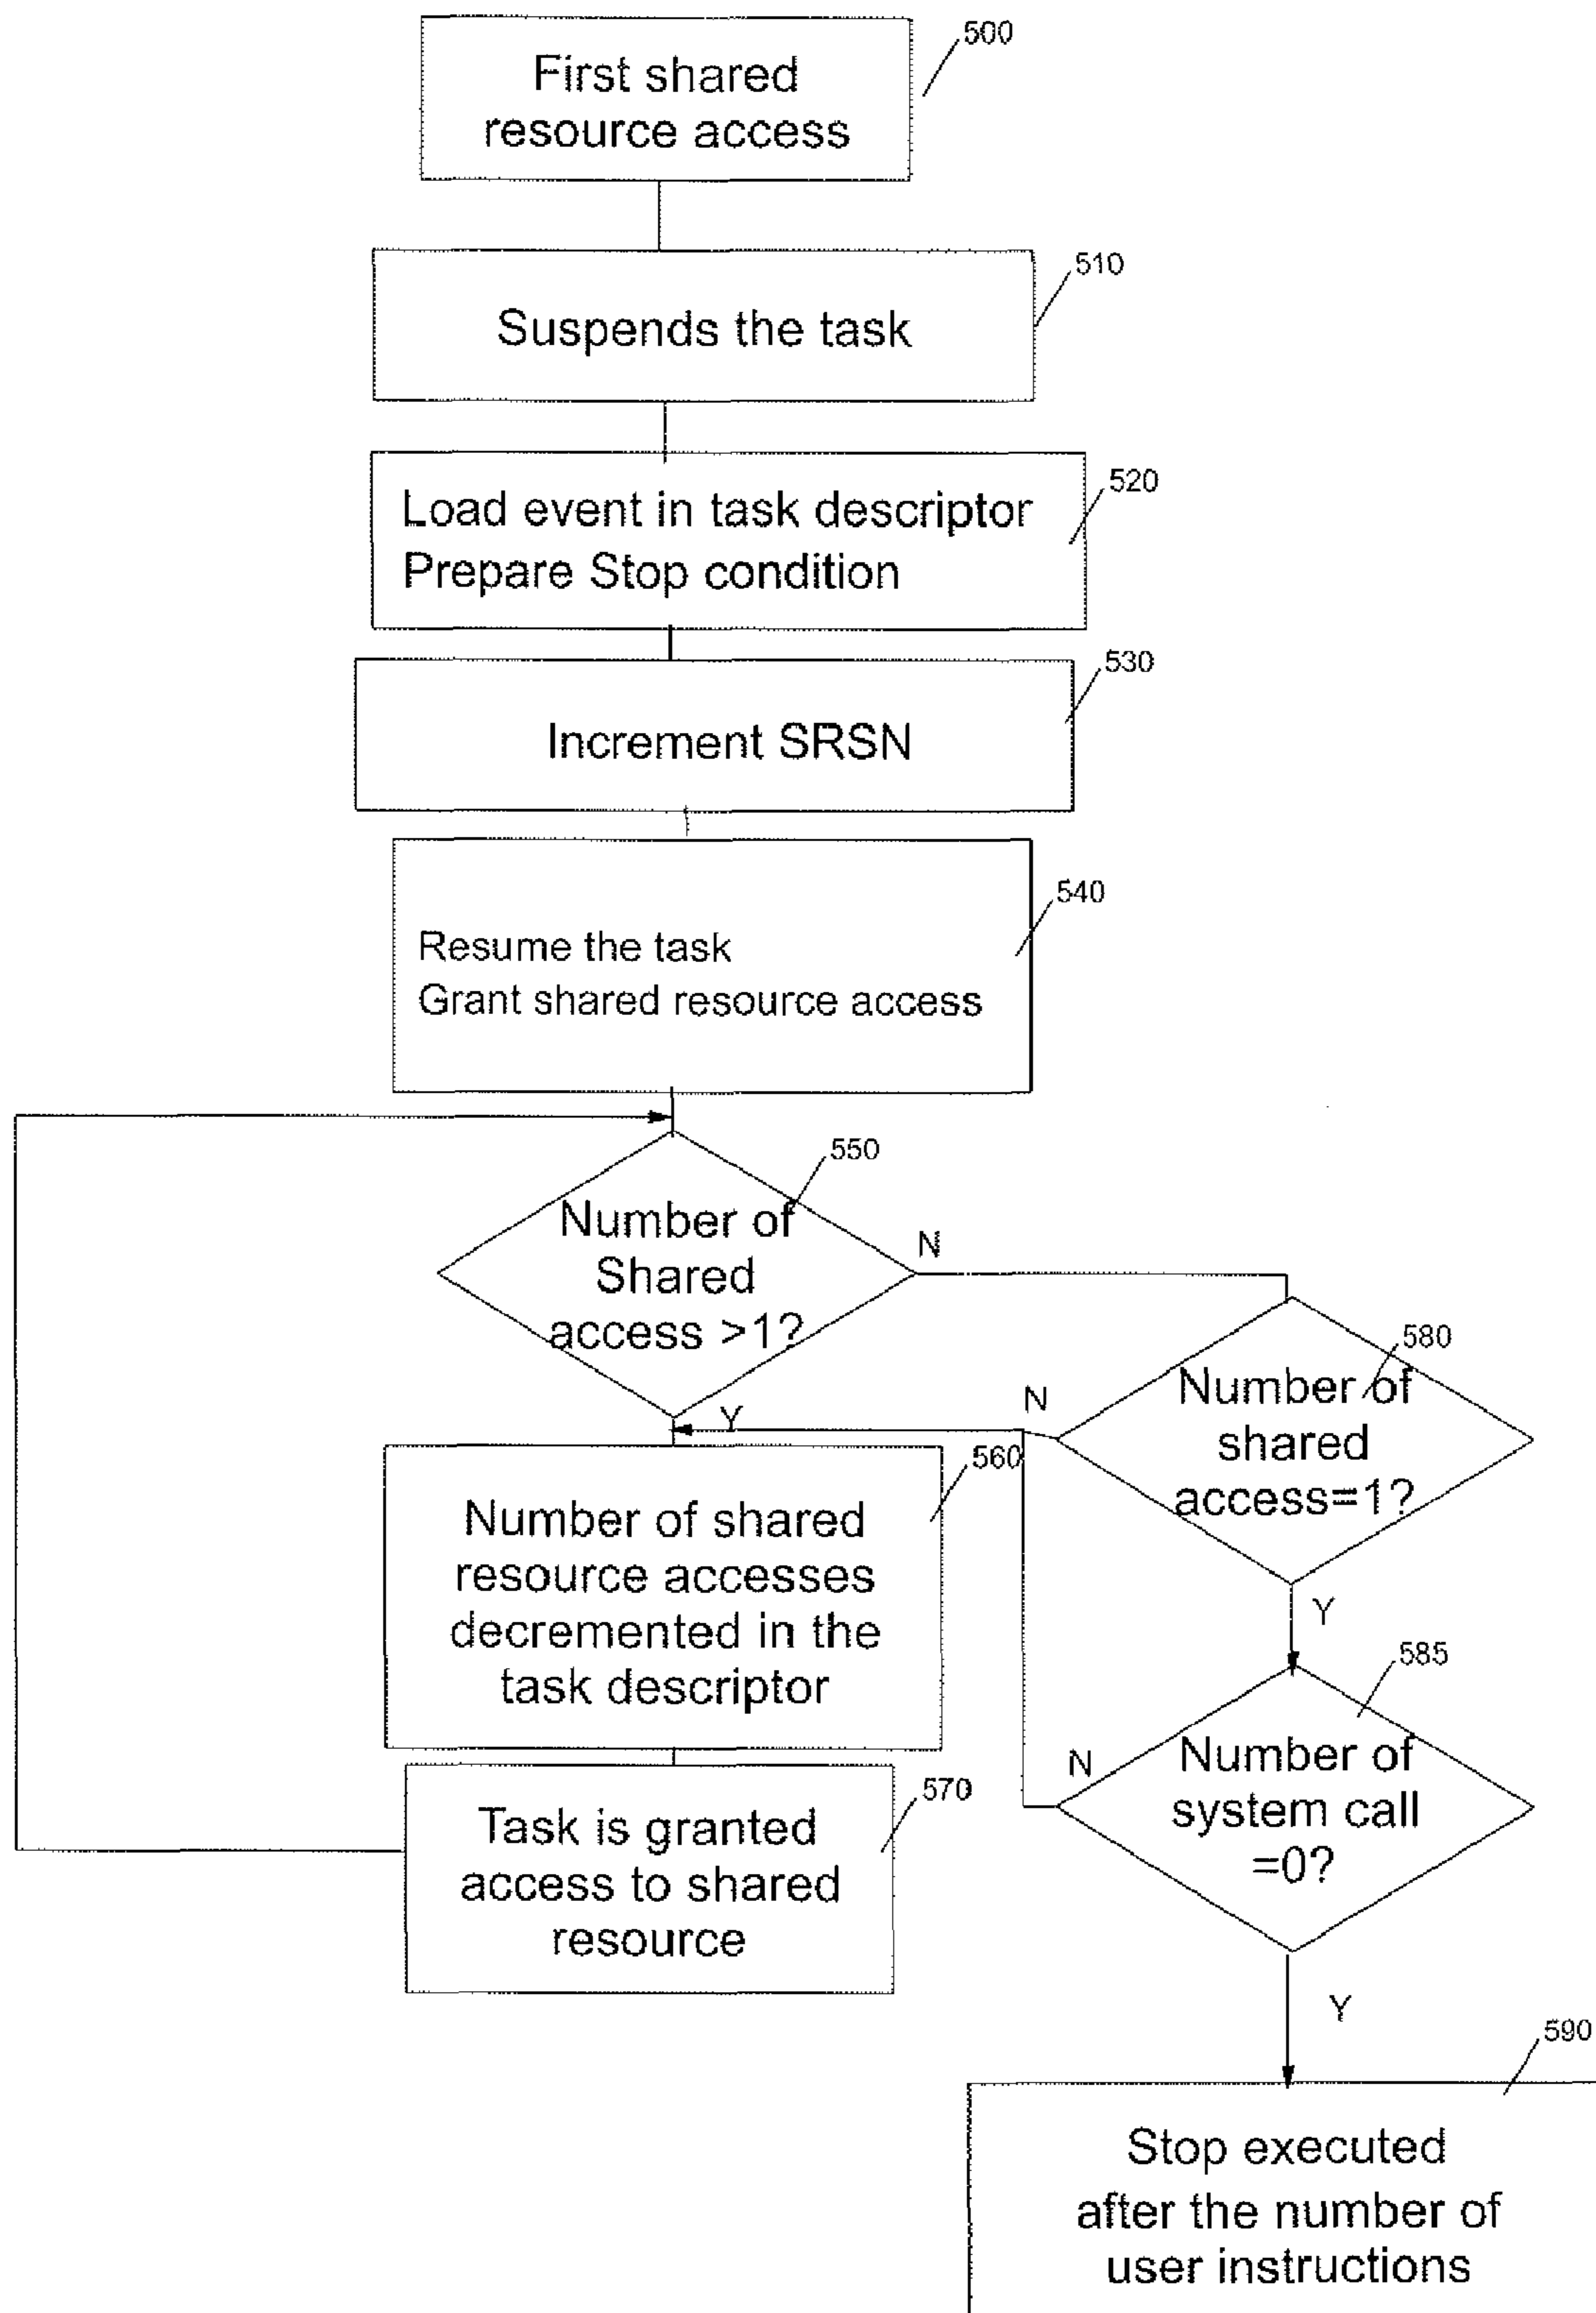 500
First shared
resource access
510
Suspends the task
520
Load event in task descriptor
Prepare Stop condition
530
Increment SRSN
540
Resume the task
Grant shared resource access
550
Number of
Shared
access >1?
N
580
Number of
shared
access=1?
N
Y
560
Number of shared
resource accesses
decremented in the
task descriptor
Y
585
Number of
system call
=0?
N
570
Task is granted
access to shared
resource
Y
590
Stop executed
after the number of
user instructions